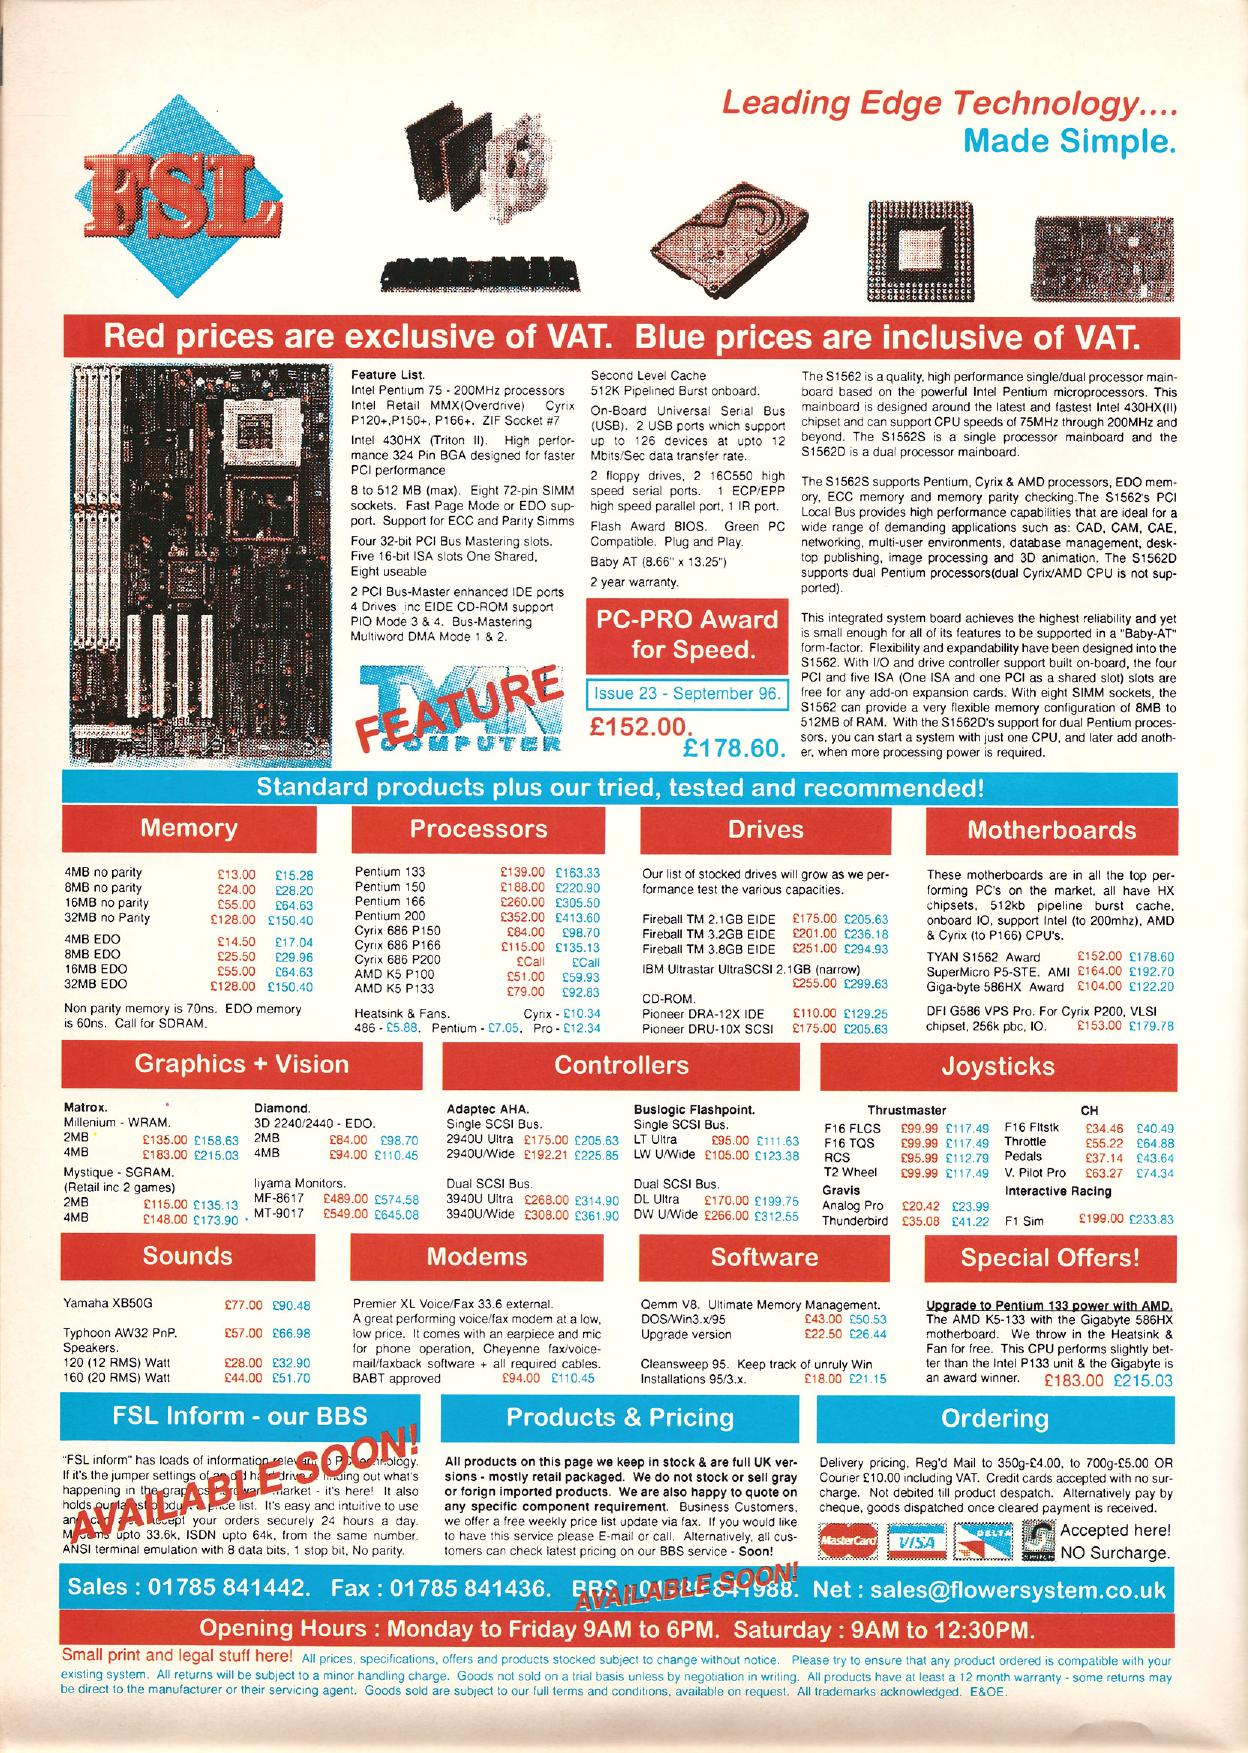 Leading Edge Technology....
Made Simple.
FSL
Red prices are exclusive of VAT. Blue prices are inclusive of VAT.
Feature List.
Intel Pentium 75 - 200MHz processors
Intel Retail MMX(Overdrive) Cyrix
P120+,P150+, P166+. ZIF Socket #7
Intel 430HX (Triton II). High perfor-
mance 324 Pin BGA designed for faster
PCI performance
8 to 512 MB (max). Eight 72-pin SIMM
sockets. Fast Page Mode or EDO sup-
port. Support for ECC and Parity Simms
Four 32-bit PCI Bus Mastering slots.
Five 16-bit ISA slots One Shared,
Eight useable
2 PCI Bus-Master enhanced IDE ports
4 Drives inc EIDE CD-ROM support
PIO Mode 3 & 4. Bus-Mastering
Multiword DMA Mode 1 & 2.
TYAN
FEATURE
COMPUTER
Second Level Cache
512K Pipelined Burst onboard.
On-Board Universal Serial Bus
(USB). 2 USB ports which support
up to 126 devices at upto 12
Mbits/Sec data transfer rate.
2 floppy drives, 2 16C550 high
speed serial ports. 1 ECP/EPP
high speed parallel port, 1 IR port.
Flash Award BIOS. Green PC
Compatible. Plug and Play.
Baby AT (8.66" x 13.25")
2 year warranty.
PC-PRO Award
for Speed.
Issue 23 - September 96.
£152.00.
£178.60.
The S1562 is a quality, high performance single/dual processor main-
board based on the powerful Intel Pentium microprocessors. This
mainboard is designed around the latest and fastest Intel 430HX(II)
chipset and can support CPU speeds of 75MHz through 200MHz and
beyond. The S1562S is a single processor mainboard and the
S1562D is a dual processor mainboard.
The S1562S supports Pentium, Cyrix & AMD processors, EDO mem-
ory, ECC memory and memory parity checking.The S1562's PCI
Local Bus provides high performance capabilities that are ideal for a
wide range of demanding applications such as: CAD, CAM, CAE,
networking, multi-user environments, database management, desk-
top publishing, image processing and 3D animation. The S1562D
supports dual Pentium processors(dual Cyrix/AMD CPU is not sup-
ported).
This integrated system board achieves the highest reliability and yet
is small enough for all of its features to be supported in a "Baby-AT"
form-factor. Flexibility and expandability have been designed into the
S1562. With I/O and drive controller support built on-board, the four
PCI and five ISA (One ISA and one PCI as a shared slot) slots are
free for any add-on expansion cards. With eight SIMM sockets, the
S1562 can provide a very flexible memory configuration of 8MB to
512MB of RAM. With the S1562D's support for dual Pentium proces-
sors, you can start a system with just one CPU, and later add anoth-
er, when more processing power is required.
Standard products plus our tried, tested and recommended!
Memory
4MB no parity £13.00 £15.28
8MB no parity £24.00 £28.20
16MB no parity £55.00 £64.63
32MB no Parity £128.00 £150.40
4MB EDO £14.50 £17.04
8MB EDO £25.50 £29.96
16MB EDO £55.00 £64.63
32MB EDO £128.00 £150.40
Non parity memory is 70ns. EDO memory
is 60ns. Call for SDRAM.
Processors
Pentium 133 £139.00 £163.33
Pentium 150 £188.00 £220.90
Pentium 166 £260.00 £305.50
Pentium 200 £352.00 £413.60
Cyrix 686 P150 £84.00 £98.70
Cyrix 686 P166 £115.00 £135.13
Cyrix 686 P200 £Call £Call
AMD K5 P100 £51.00 £59.93
AMD K5 P133 £79.00 £92.83
Heatsink & Fans. Cyrix - £10.34
486 - £5.88, Pentium - £7.05, Pro - £12.34
Drives
Our list of stocked drives will grow as we per-
formance test the various capacities.
Fireball TM 2.1GB EIDE £175.00 £205.63
Fireball TM 3.2GB EIDE £201.00 £236.18
Fireball TM 3.8GB EIDE £251.00 £294.93
IBM Ultrastar UltraSCSI 2.1GB (narrow)
£255.00 £299.63
CD-ROM.
Pioneer DRA-12X IDE £110.00 £129.25
Pioneer DRU-10X SCSI £175.00 £205.63
Motherboards
These motherboards are in all the top per-
forming PC's on the market, all have HX
chipsets, 512kb pipeline burst cache,
onboard IO, support Intel (to 200mhz), AMD
& Cyrix (to P166) CPU's.
TYAN S1562 Award £152.00 £178.60
SuperMicro P5-STE. AMI £164.00 £192.70
Giga-byte 586HX Award £104.00 £122.20
DFI G586 VPS Pro. For Cyrix P200, VLSI
chipset, 256k pbc, IO. £153.00 £179.78
Graphics + Vision
Matrox.
Millenium - WRAM.
2MB £135.00 £158.63
4MB £183.00 £215.03
Mystique - SGRAM.
(Retail inc 2 games)
2MB £115.00 £135.13
4MB £148.00 £173.90
Diamond.
3D 2240/2440 - EDO.
2MB £84.00 £98.70
4MB £94.00 £110.45
Iiyama Monitors.
MF-8617 £489.00 £574.58
MT-9017 £549.00 £645.08
Controllers
Adaptec AHA.
Single SCSI Bus.
2940U Ultra £175.00 £205.63
2940U/Wide £192.21 £225.85
Dual SCSI Bus.
3940U Ultra £268.00 £314.90
3940U/Wide £308.00 £361.90
Buslogic Flashpoint.
Single SCSI Bus.
LT Ultra £95.00 £111.63
LW U/Wide £105.00 £123.38
Dual SCSI Bus.
DL Ultra £170.00 £199.75
DW U/Wide £266.00 £312.55
Joysticks
Thrustmaster
F16 FLCS £99.99 £117.49
F16 TQS £99.99 £117.49
RCS £95.99 £112.79
T2 Wheel £99.99 £117.49
Gravis
Analog Pro £20.42 £23.99
Thunderbird £35.08 £41.22
CH
F16 Fltstk £34.46 £40.49
Throttle £55.22 £64.88
Pedals £37.14 £43.64
V. Pilot Pro £63.27 £74.34
Interactive Racing
F1 Sim £199.00 £233.83
Sounds
Yamaha XB50G £77.00 £90.48
Typhoon AW32 PnP. £57.00 £66.98
Speakers.
120 (12 RMS) Watt £28.00 £32.90
160 (20 RMS) Watt £44.00 £51.70
Modems
Premier XL Voice/Fax 33.6 external.
A great performing voice/fax modem at a low,
low price. It comes with an earpiece and mic
for phone operation, Cheyenne fax/voice-
mail/faxback software + all required cables.
BABT approved £94.00 £110.45
Software
Qemm V8. Ultimate Memory Management.
DOS/Win3.x/95 £43.00 £50.53
Upgrade version £22.50 £26.44
Cleansweep 95. Keep track of unruly Win
Installations 95/3.x. £18.00 £21.15
Special Offers!
Upgrade to Pentium 133 power with AMD.
The AMD K5-133 with the Gigabyte 586HX
motherboard. We throw in the Heatsink &
Fan for free. This CPU performs slightly bet-
ter than the Intel P133 unit & the Gigabyte is
an award winner. £183.00 £215.03
FSL Inform - our BBS
"FSL inform" has loads of information relevant to PC technology.
If it's the jumper settings of an old hard drive or finding out what's
happening in the graphics hardware market - it's here! It also
holds our latest product & price list. It's easy and intuitive to use
and can accept your orders securely 24 hours a day.
Modems upto 33.6k, ISDN upto 64k, from the same number.
ANSI terminal emulation with 8 data bits, 1 stop bit, No parity.
AVAILABLE SOON!
Products & Pricing
All products on this page we keep in stock & are full UK ver-
sions - mostly retail packaged. We do not stock or sell gray
or forign imported products. We are also happy to quote on
any specific component requirement. Business Customers,
we offer a free weekly price list update via fax. If you would like
to have this service please E-mail or call. Alternatively, all cus-
tomers can check latest pricing on our BBS service - Soon!
Ordering
Delivery pricing, Reg'd Mail to 350g-£4.00, to 700g-£5.00 OR
Courier £10.00 including VAT. Credit cards accepted with no sur-
charge. Not debited till product despatch. Alternatively pay by
cheque, goods dispatched once cleared payment is received.
MasterCard VISA DELTA SWITCH
Accepted here!
NO Surcharge.
Sales : 01785 841442. Fax : 01785 841436. BBS : 841988. Net : sales@flowersystem.co.uk
AVAILABLE SOON!
Opening Hours : Monday to Friday 9AM to 6PM. Saturday : 9AM to 12:30PM.
Small print and legal stuff here! All prices, specifications, offers and products stocked subject to change without notice. Please try to ensure that any product ordered is compatible with your
existing system. All returns will be subject to a minor handling charge. Goods not sold on a trial basis unless by negotiation in writing. All products have at least a 12 month warranty - some returns may
be direct to the manufacturer or their servicing agent. Goods sold are subject to our full terms and conditions, available on request. All trademarks acknowledged. E&OE.